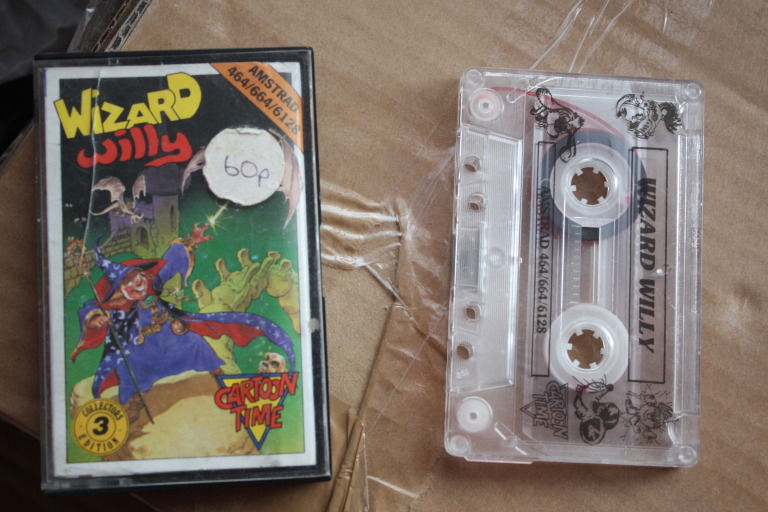 WiZARD
willy
AMSTRAD
464/664/6128
60p
CARTOON
TIME
COLLECTORS
3
EDITION
WIZARD WILLY
AMSTRAD 464/664/6128
CARTOON
TIME